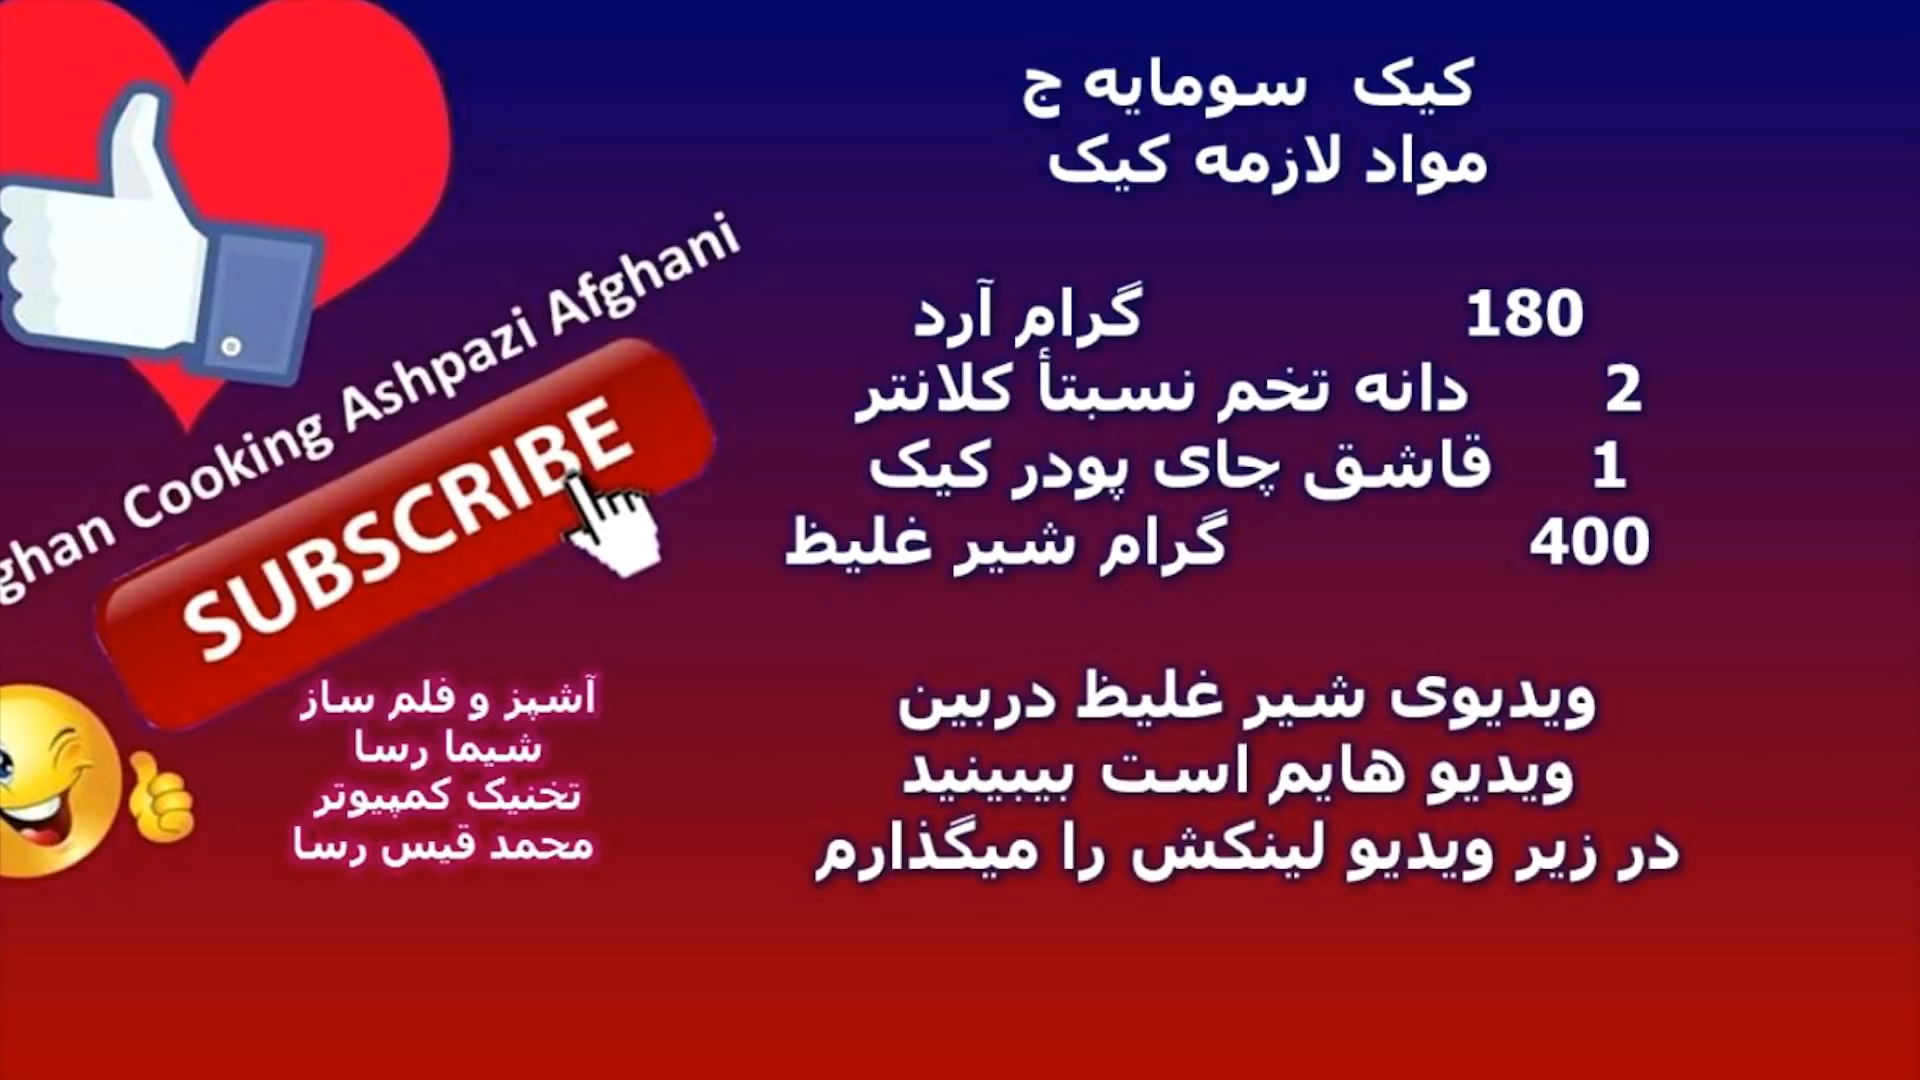 کیک سومایه ج
مواد لازمه کیک
180 گرام آرد
2 دانه تخم نسبتأ کلانتر
1 قاشق چای پودر کیک
400 گرام شیر غلیظ
ویدیوی شیر غلیظ دربین
ویدیو هایم است بیبینید
در زیر ویدیو لینکش را میگذارم
ghan Cooking Ashpazi Afghani
SUBSCRIBE
آشپز و فلم ساز
شیما رسا
تخنیک کمپیوتر
محمد قیس رسا